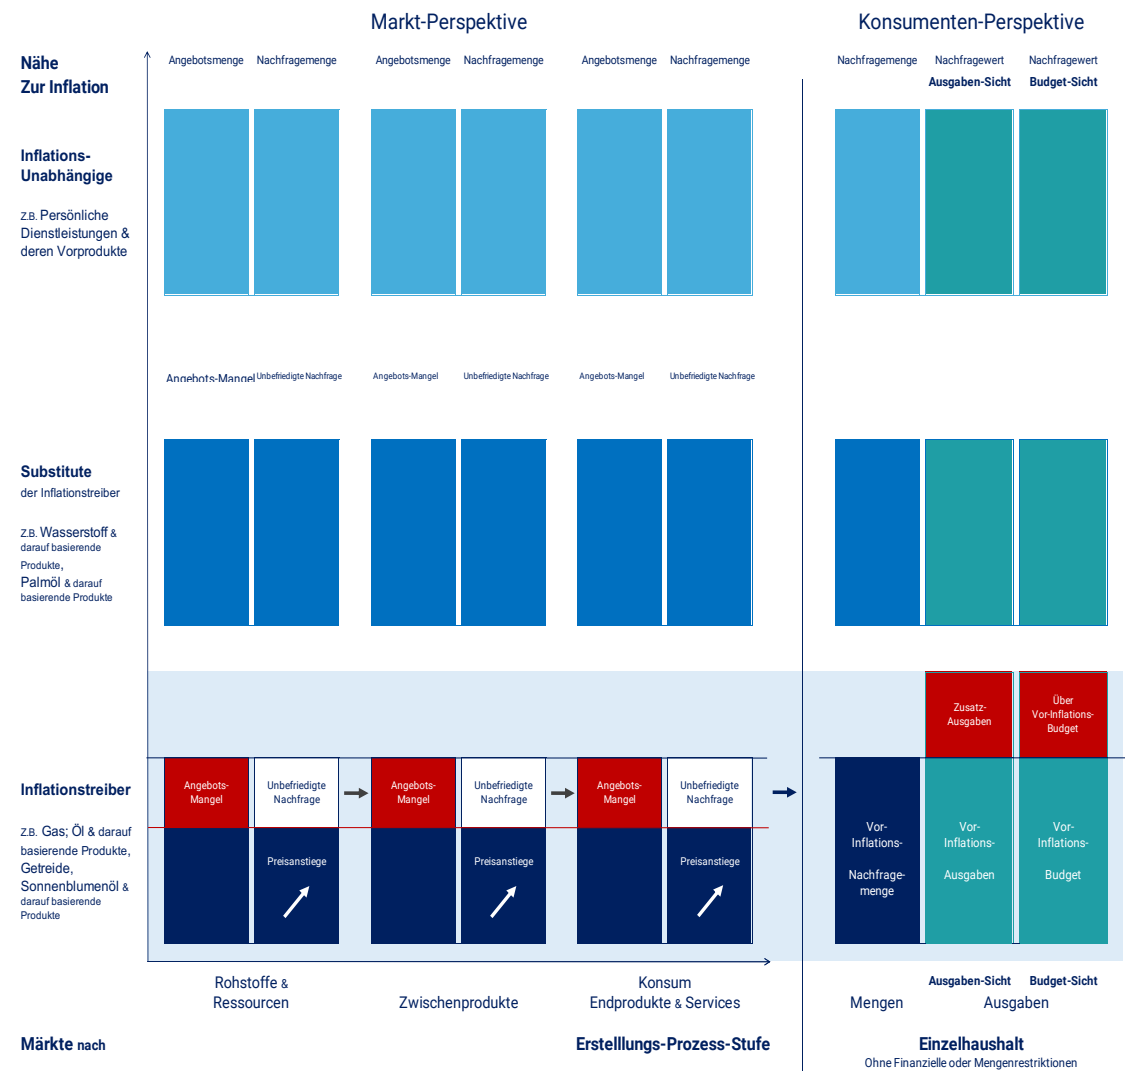 Markt-Perspektive
Konsumenten-Perspektive
Nähe
Zur Inflation
Angebotsmenge Nachfragemenge Angebotsmenge Nachfragemenge Angebotsmenge Nachfragemenge
Nachfragemenge Nachfragewert Nachfragewert
Ausgaben-Sicht Budget-Sicht
Inflations-
Unabhängige
Z.B. Persönliche
Dienstleistungen &
deren Vorprodukte
Angebots-Mangel Unbefriedigte Nachfrage Angebots-Mangel Unbefriedigte Nachfrage Angebots-Mangel Unbefriedigte Nachfrage
Substitute
der Inflationstreiber
Z.B. Wasserstoff &
darauf basierende
Produkte,
Palmöl & darauf
basierende Produkte
Inflationstreiber
Z.B. Gas; Öl & darauf
basierende Produkte,
Getreide,
Sonnenblumenöl &
darauf basierende
Produkte
Angebots-
Mangel
Unbefriedigte
Nachfrage
Preisanstiege
Angebots-
Mangel
Unbefriedigte
Nachfrage
Preisanstiege
Angebots-
Mangel
Unbefriedigte
Nachfrage
Preisanstiege
Zusatz-
Ausgaben
Über
Vor-Inflations-
Budget
Vor-
Inflations-
Nachfrage-
menge
Vor-
Inflations-
Ausgaben
Vor-
Inflations-
Budget
Rohstoffe &
Ressourcen
Zwischenprodukte
Konsum
Endprodukte & Services
Ausgaben-Sicht Budget-Sicht
Mengen Ausgaben
Märkte nach
Erstelllungs-Prozess-Stufe
Einzelhaushalt
Ohne Finanzielle oder Mengenrestriktionen